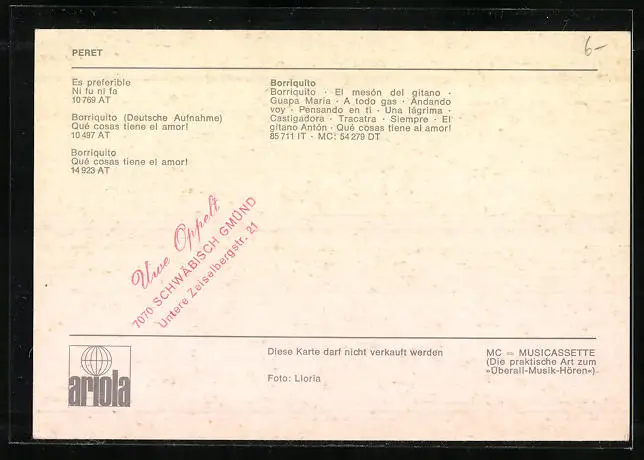 PERET
6-
Es preferible
Ni fu ni fa
10 769 AT
Borriquito (Deutsche Aufnahme)
Qué cosas tiene el amor!
10 497 AT
Borriquito
Qué cosas tiene el amor!
14 923 AT
Borriquito
Borriquito · El mesón del gitano ·
Guapa Maria · A todo gas · Andando
voy · Pensando en ti · Una lágrima ·
Castigadora · Tracatra · Siempre · El
gitano Antón · Qué cosas tiene al amor!
85 711 IT · MC: 54 279 DT
Uwe Oppelt
7070 SCHWÄBISCH GMÜND
Untere Zeiselbergstr. 21
ariola
Diese Karte darf nicht verkauft werden
Foto: Lloria
MC = MUSICASSETTE
(Die praktische Art zum
»Überall-Musik-Hören«)